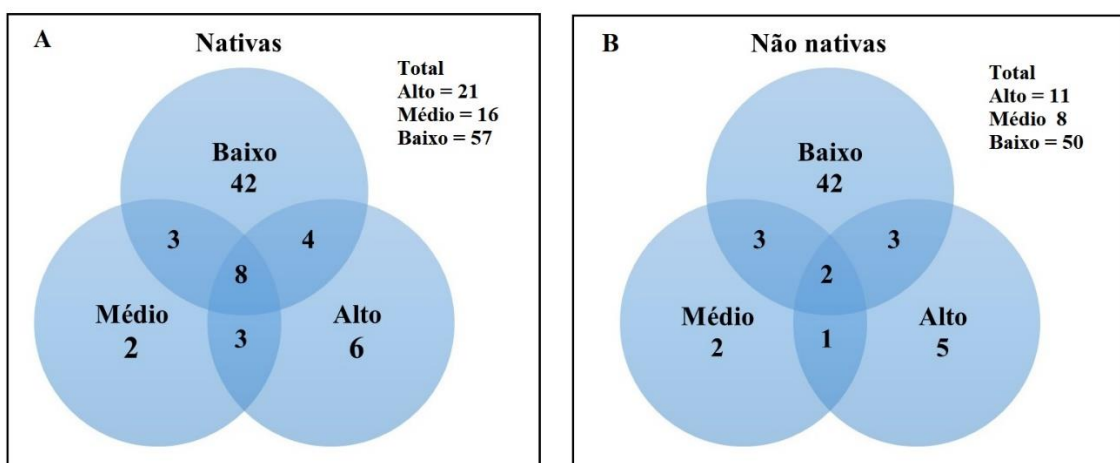 A
Nativas
Total
Alto = 21
Médio = 16
Baixo = 57
Baixo
42
3
4
8
Médio
2
3
Alto
6
B
Não nativas
Total
Alto = 11
Médio 8
Baixo = 50
Baixo
42
3
3
2
Médio
2
1
Alto
5